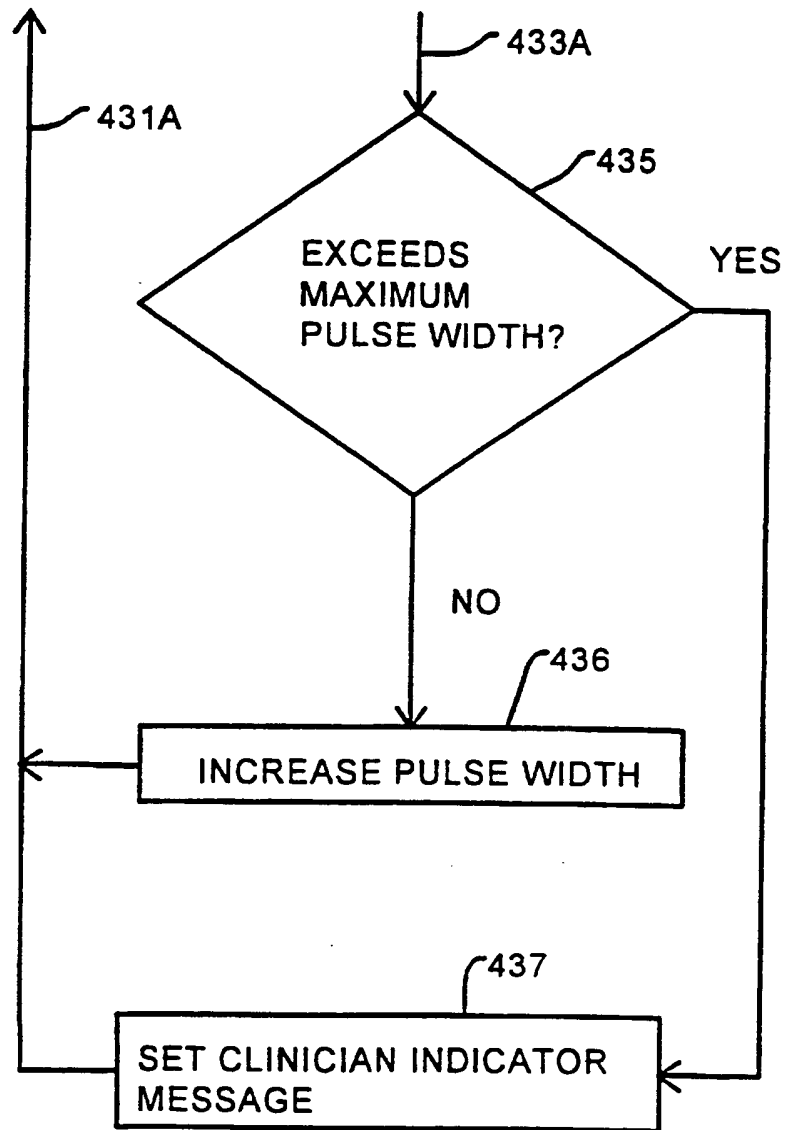 433A
431A
435
EXCEEDS
MAXIMUM
PULSE WIDTH?
YES
NO
436
INCREASE PULSE WIDTH
437
SET CLINICIAN INDICATOR
MESSAGE